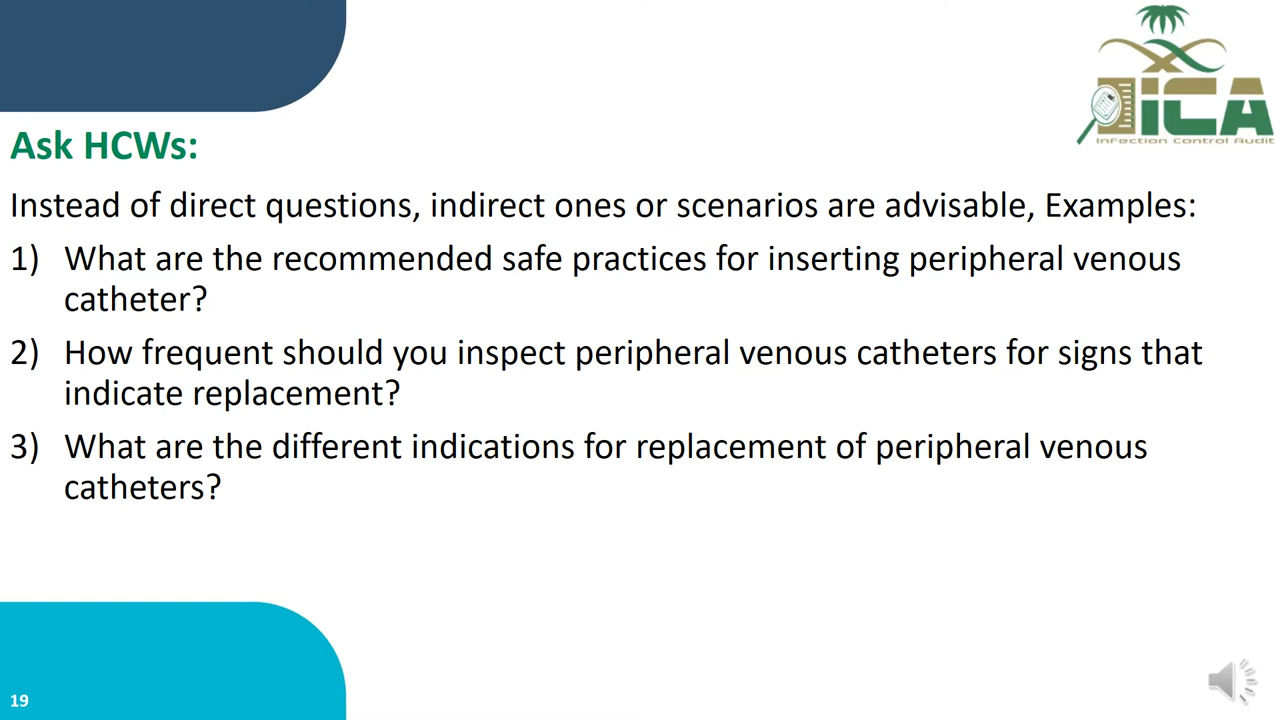 iCA
InFection Control Audit
Ask HCWs:
Instead of direct questions, indirect ones or scenarios are advisable, Examples:
1) What are the recommended safe practices for inserting peripheral venous
catheter?
2) How frequent should you inspect peripheral venous catheters for signs that
indicate replacement?
3) What are the different indications for replacement of peripheral venous
catheters?
19